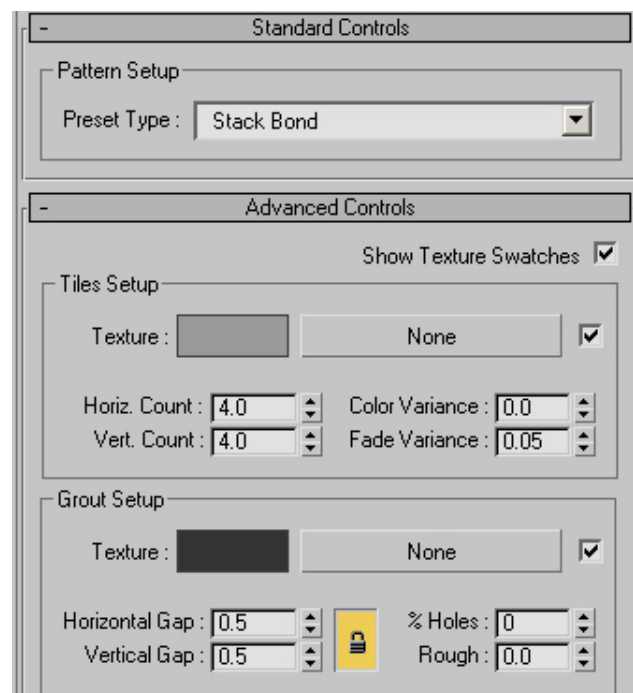 - Standard Controls
Pattern Setup
Preset Type : Stack Bond
- Advanced Controls
Show Texture Swatches
Tiles Setup
Texture : None
Horiz. Count : 4.0 Color Variance : 0.0
Vert. Count : 4.0 Fade Variance : 0.05
Grout Setup
Texture : None
Horizontal Gap : 0.5 % Holes : 0
Vertical Gap : 0.5 Rough : 0.0